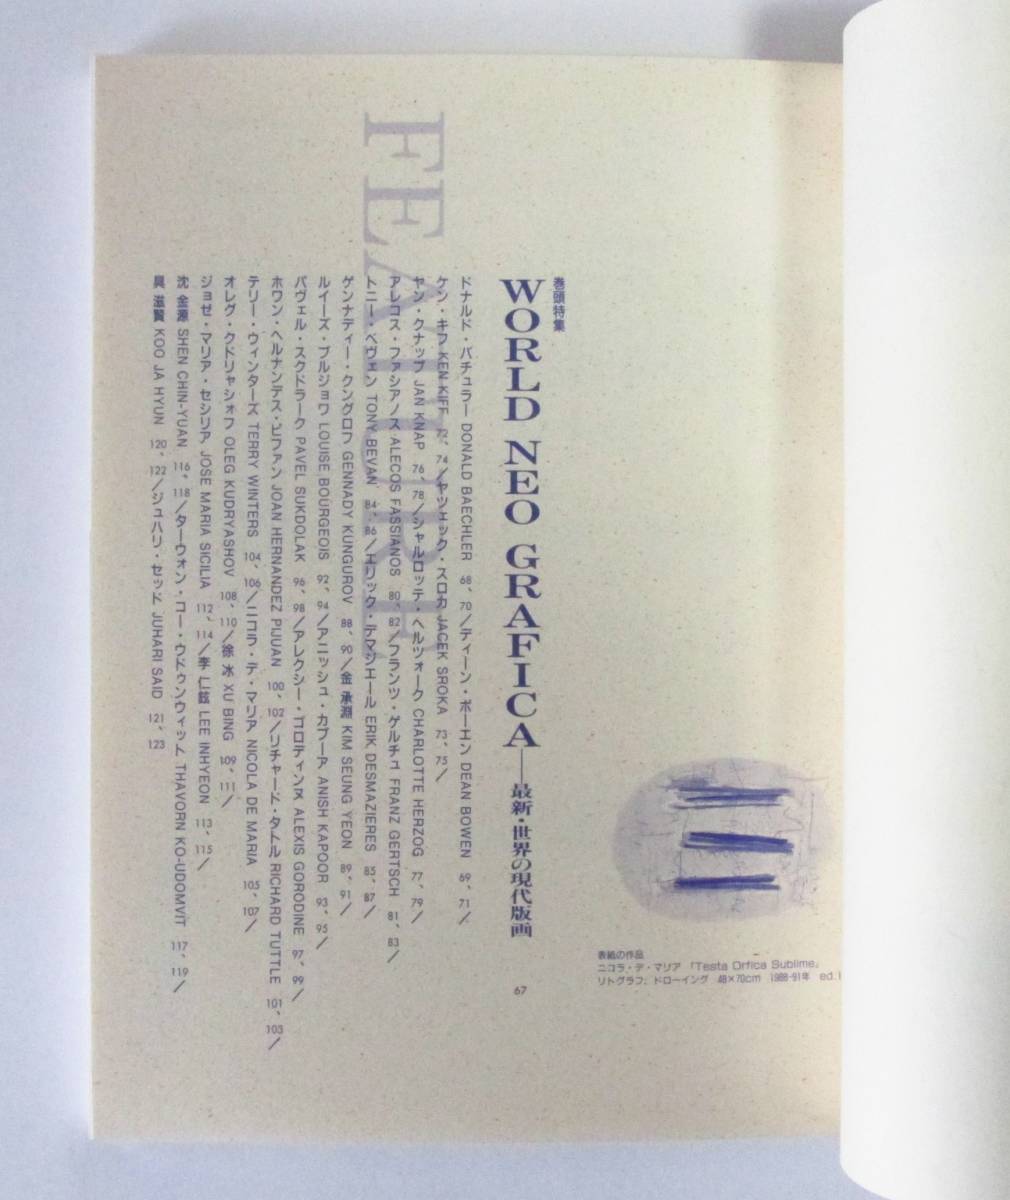 FEATURE
巻頭特集
WORLD NEO GRAFICA——最新・世界の現代版画 67
ドナルド・バチュラー DONALD BAECHLER 68、70／ディーン・ボーエン DEAN BOWEN 69、71／
ケン・キフ KEN KIFF 72、74／ヤツェック・スロカ JACEK SROKA 73、75／
ヤン・クナップ JAN KNAP 76、78／シャルロッテ・ヘルツォーク CHARLOTTE HERZOG 77、79／
アレコス・ファシアノス ALECOS FASSIANOS 80、82／フランツ・ゲルチュ FRANZ GERTSCH 81、83／
トニー・ベヴァン TONY BEVAN 84、86／エリック・デマジエール ERIK DESMAZIERES 85、87／
ゲンナディー・クングロフ GENNADY KUNGUROV 88、90／金 承淵 KIM SEUNG YEON 89、91／
ルイーズ・ブルジョワ LOUISE BOURGEOIS 92、94／アニッシュ・カプーア ANISH KAPOOR 93、95／
パヴェル・スクドラーク PAVEL SUKDOLAK 96、98／アレクシー・ゴロディンヌ ALEXIS GORODINE 97、99／
ホワン・ヘルナンデス・ピフアン JOAN HERNANDEZ PIJUAN 100、102／リチャード・タトル RICHARD TUTTLE 101、103／
テリー・ウィンターズ TERRY WINTERS 104、106／ニコラ・デ・マリア NICOLA DE MARIA 105、107／
オレグ・クドリャショフ OLEG KUDRYASHOV 108、110／徐 冰 XU BING 109、111／
ジョゼ・マリア・セシリア JOSE MARIA SICILIA 112、114／李 仁鉉 LEE INHYEON 113、115／
沈 金源 SHEN CHIN-YUAN 116、118／ターウォン・コー・ウドゥンウィット THAVORN KO-UDOMVIT 117、119／
具 滋賢 KOO JA HYUN 120、122／ジュハリ・セッド JUHARI SAID 121、123
表紙の作品
ニコラ・デ・マリア 「Testa Orfica Sublime」
リトグラフ; ドローイング 48×70cm 1988-91年 ed.